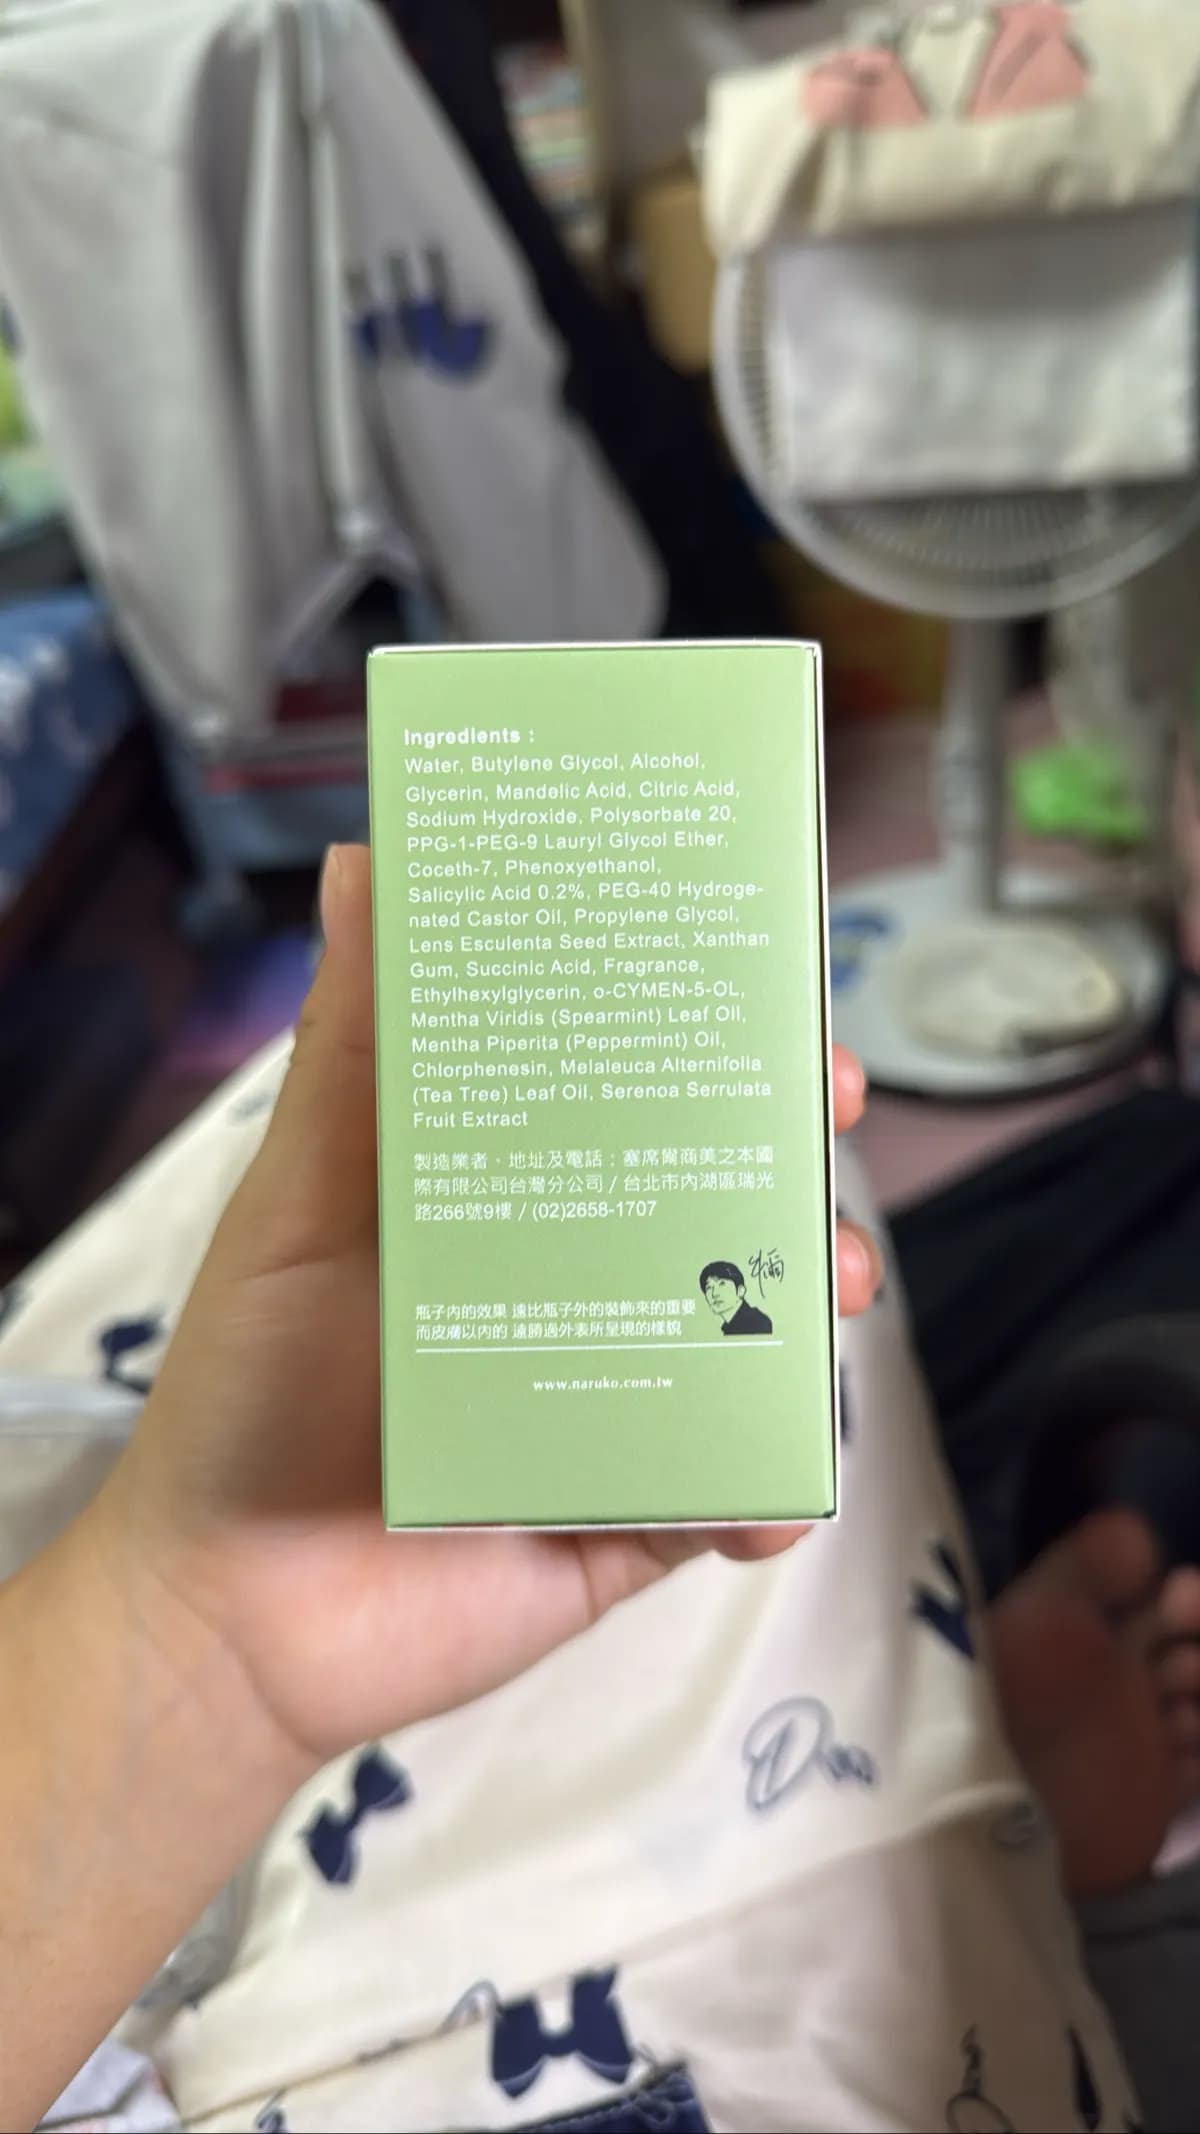 Ingredients :
Water, Butylene Glycol, Alcohol,
Glycerin, Mandelic Acid, Citric Acid,
Sodium Hydroxide, Polysorbate 20,
PPG-1-PEG-9 Lauryl Glycol Ether,
Coceth-7, Phenoxyethanol,
Salicylic Acid 0.2%, PEG-40 Hydroge-
nated Castor Oil, Propylene Glycol,
Lens Esculenta Seed Extract, Xanthan
Gum, Succinic Acid, Fragrance,
Ethylhexylglycerin, o-CYMEN-5-OL,
Mentha Viridis (Spearmint) Leaf Oil,
Mentha Piperita (Peppermint) Oil,
Chlorphenesin, Melaleuca Alternifolia
(Tea Tree) Leaf Oil, Serenoa Serrulata
Fruit Extract
製造業者、地址及電話：塞席爾商美之本國
際有限公司台灣分公司 / 台北市內湖區瑞光
路266號9樓 / (02)2658-1707
牛爾
瓶子內的效果 遠比瓶子外的裝飾來的重要
而皮膚以內的 遠勝過外表所呈現的樣貌
www.naruko.com.tw